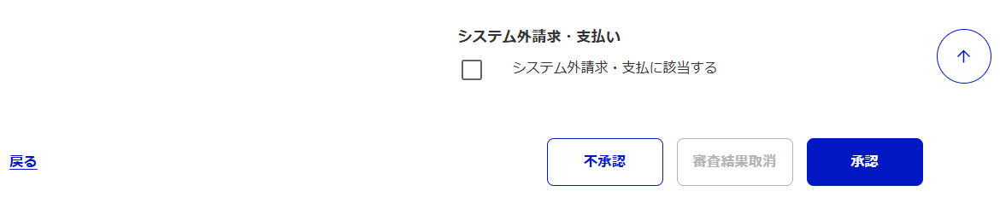 システム外請求・支払い
システム外請求・支払に該当する
戻る
不承認
審査結果取消
承認